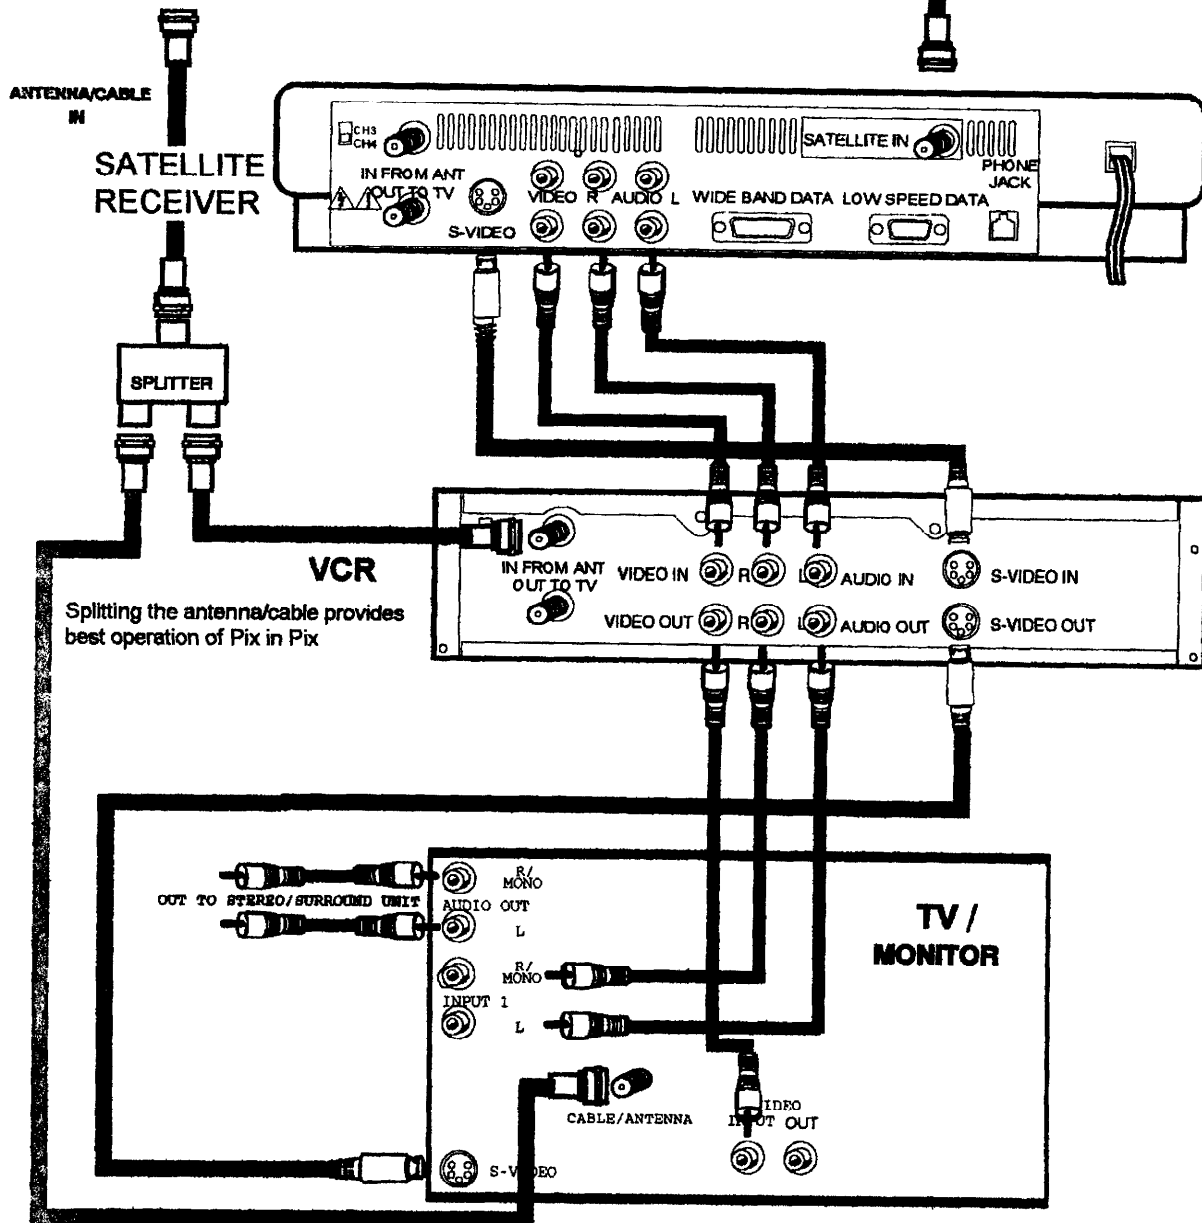 ANTENNA/CABLE
IN
SATELLITE
RECEIVER
CH3
CH4
IN FROM ANT
OUT TO TV
S-VIDEO
VIDEO R AUDIO L
WIDE BAND DATA
LOW SPEED DATA
SATELLITE IN
PHONE
JACK
SPLITTER
VCR
Splitting the antenna/cable provides
best operation of Pix in Pix
IN FROM ANT
OUT TO TV
VIDEO IN R L AUDIO IN S-VIDEO IN
VIDEO OUT R L AUDIO OUT S-VIDEO OUT
OUT TO STEREO/SURROUND UNIT
R/
MONO
AUDIO OUT
L
R/
MONO
INPUT 1
L
TV /
MONITOR
CABLE/ANTENNA
IDEO
INPUT OUT
S-VIDEO